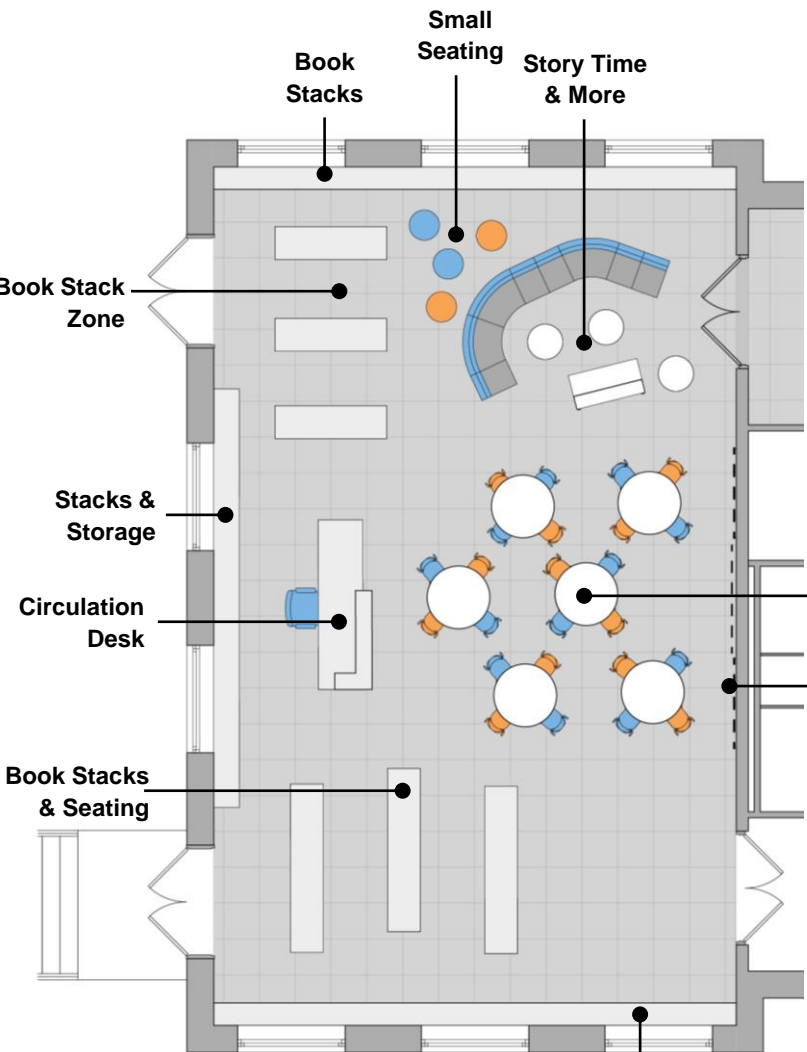 Small
Seating
Book
Stacks
Story Time
& More
Book Stack
Zone
Stacks &
Storage
Circulation
Desk
Book Stacks
& Seating